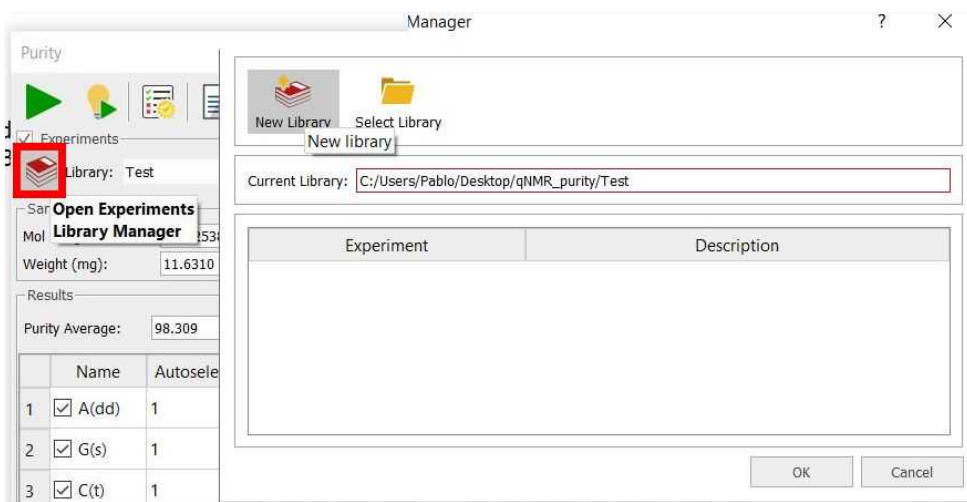 Manager
?
Purity
New Library
Select Library
New library
Experiments
Library: Test
Current Library: C:/Users/Pablo/Desktop/qNMR_purity/Test
Open Experiments
Library Manager
Mol
Weight (mg): 11.6310
Results
Purity Average: 98.309
Experiment Description
Name
1 A(dd) 1
2 G(s) 1
3 C(t) 1
OK
Cancel